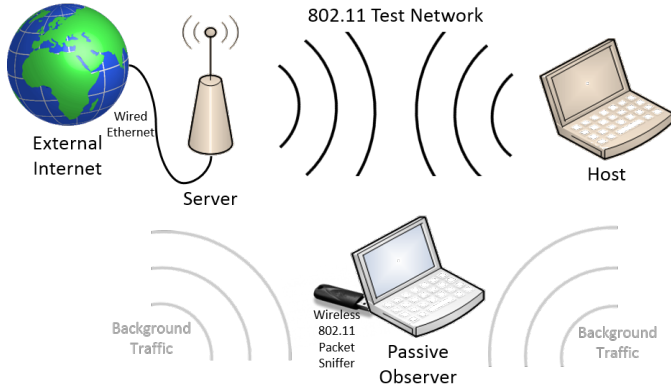 802.11 Test Network
Wired
Ethernet
External
Internet
Server
Host
Background
Traffic
Wireless
802.11
Packet
Sniffer
Passive
Observer
Background
Traffic